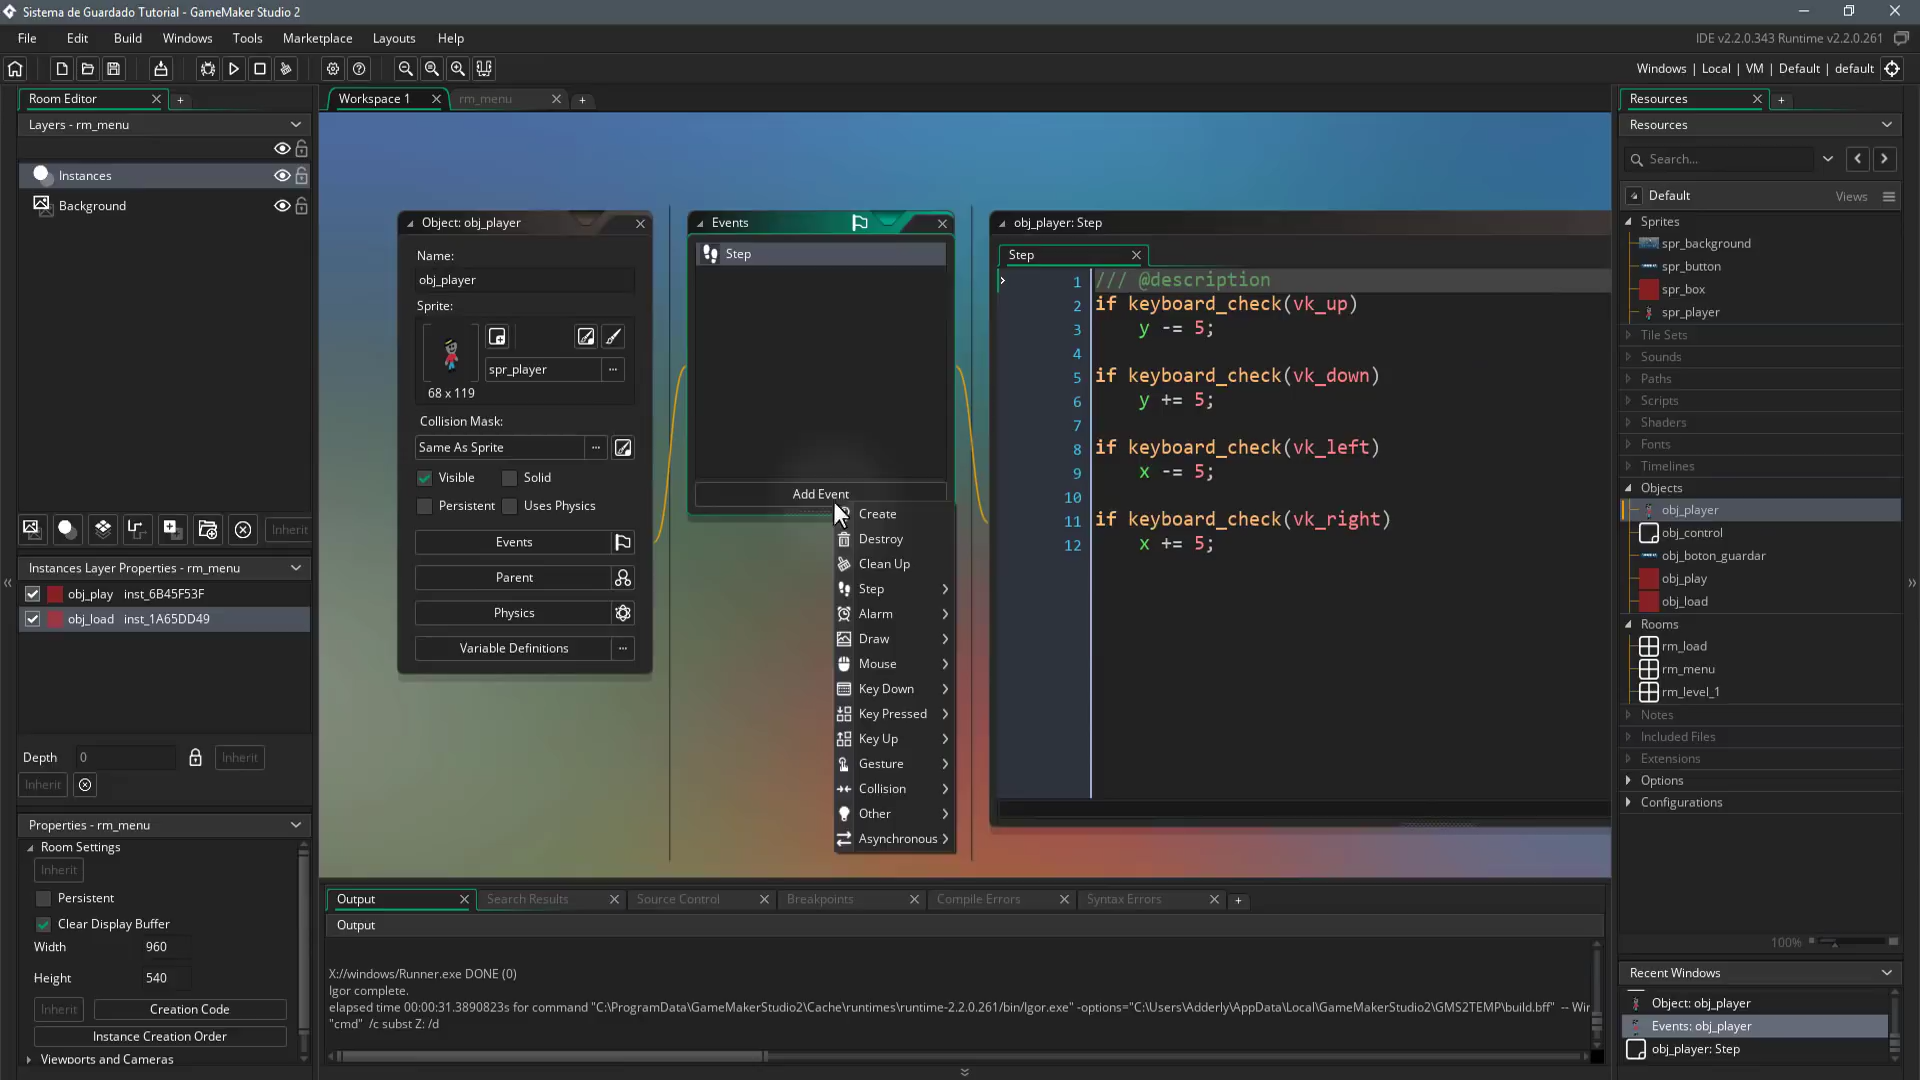 Sistema de Guardado Tutorial - GameMaker Studio 2
File Edit Build Windows Tools Marketplace Layouts Help
IDE v2.2.0.343 Runtime v2.2.0.261
Windows | Local | VM | Default | default
Room Editor
Layers - rm_menu
Instances
Background
Inherit
Instances Layer Properties - rm_menu
obj_play inst_6B45F53F
obj_load inst_1A65DD49
Depth 0 Inherit
Inherit
Properties - rm_menu
Room Settings
Inherit
Persistent
Clear Display Buffer
Width 960
Height 540
Inherit Creation Code
Instance Creation Order
Viewports and Cameras
Workspace 1 rm_menu
Object: obj_player
Name:
obj_player
Sprite:
spr_player
68 x 119
Collision Mask:
Same As Sprite
Visible Solid
Persistent Uses Physics
Events
Parent
Physics
Variable Definitions
Events
Step
Add Event
Create
Destroy
Clean Up
Step
Alarm
Draw
Mouse
Key Down
Key Pressed
Key Up
Gesture
Collision
Other
Asynchronous
obj_player: Step
Step
1 /// @description
2 if keyboard_check(vk_up)
3 y -= 5;
4
5 if keyboard_check(vk_down)
6 y += 5;
7
8 if keyboard_check(vk_left)
9 x -= 5;
10
11 if keyboard_check(vk_right)
12 x += 5;
Output Search Results Source Control Breakpoints Compile Errors Syntax Errors
Output
X://windows/Runner.exe DONE (0)
Igor complete.
elapsed time 00:00:31.3890823s for command "C:\ProgramData\GameMakerStudio2\Cache\runtimes\runtime-2.2.0.261/bin/Igor.exe" -options="C:\Users\Adderly\AppData\Local\GameMakerStudio2\GMS2TEMP\build.bff" -- Wi
"cmd" /c subst Z: /d
Resources
Resources
Search...
Default Views
Sprites
spr_background
spr_button
spr_box
spr_player
Tile Sets
Sounds
Paths
Scripts
Shaders
Fonts
Timelines
Objects
obj_player
obj_control
obj_boton_guardar
obj_play
obj_load
Rooms
rm_load
rm_menu
rm_level_1
Notes
Included Files
Extensions
Options
Configurations
100%
Recent Windows
Object: obj_player
Events: obj_player
obj_player: Step